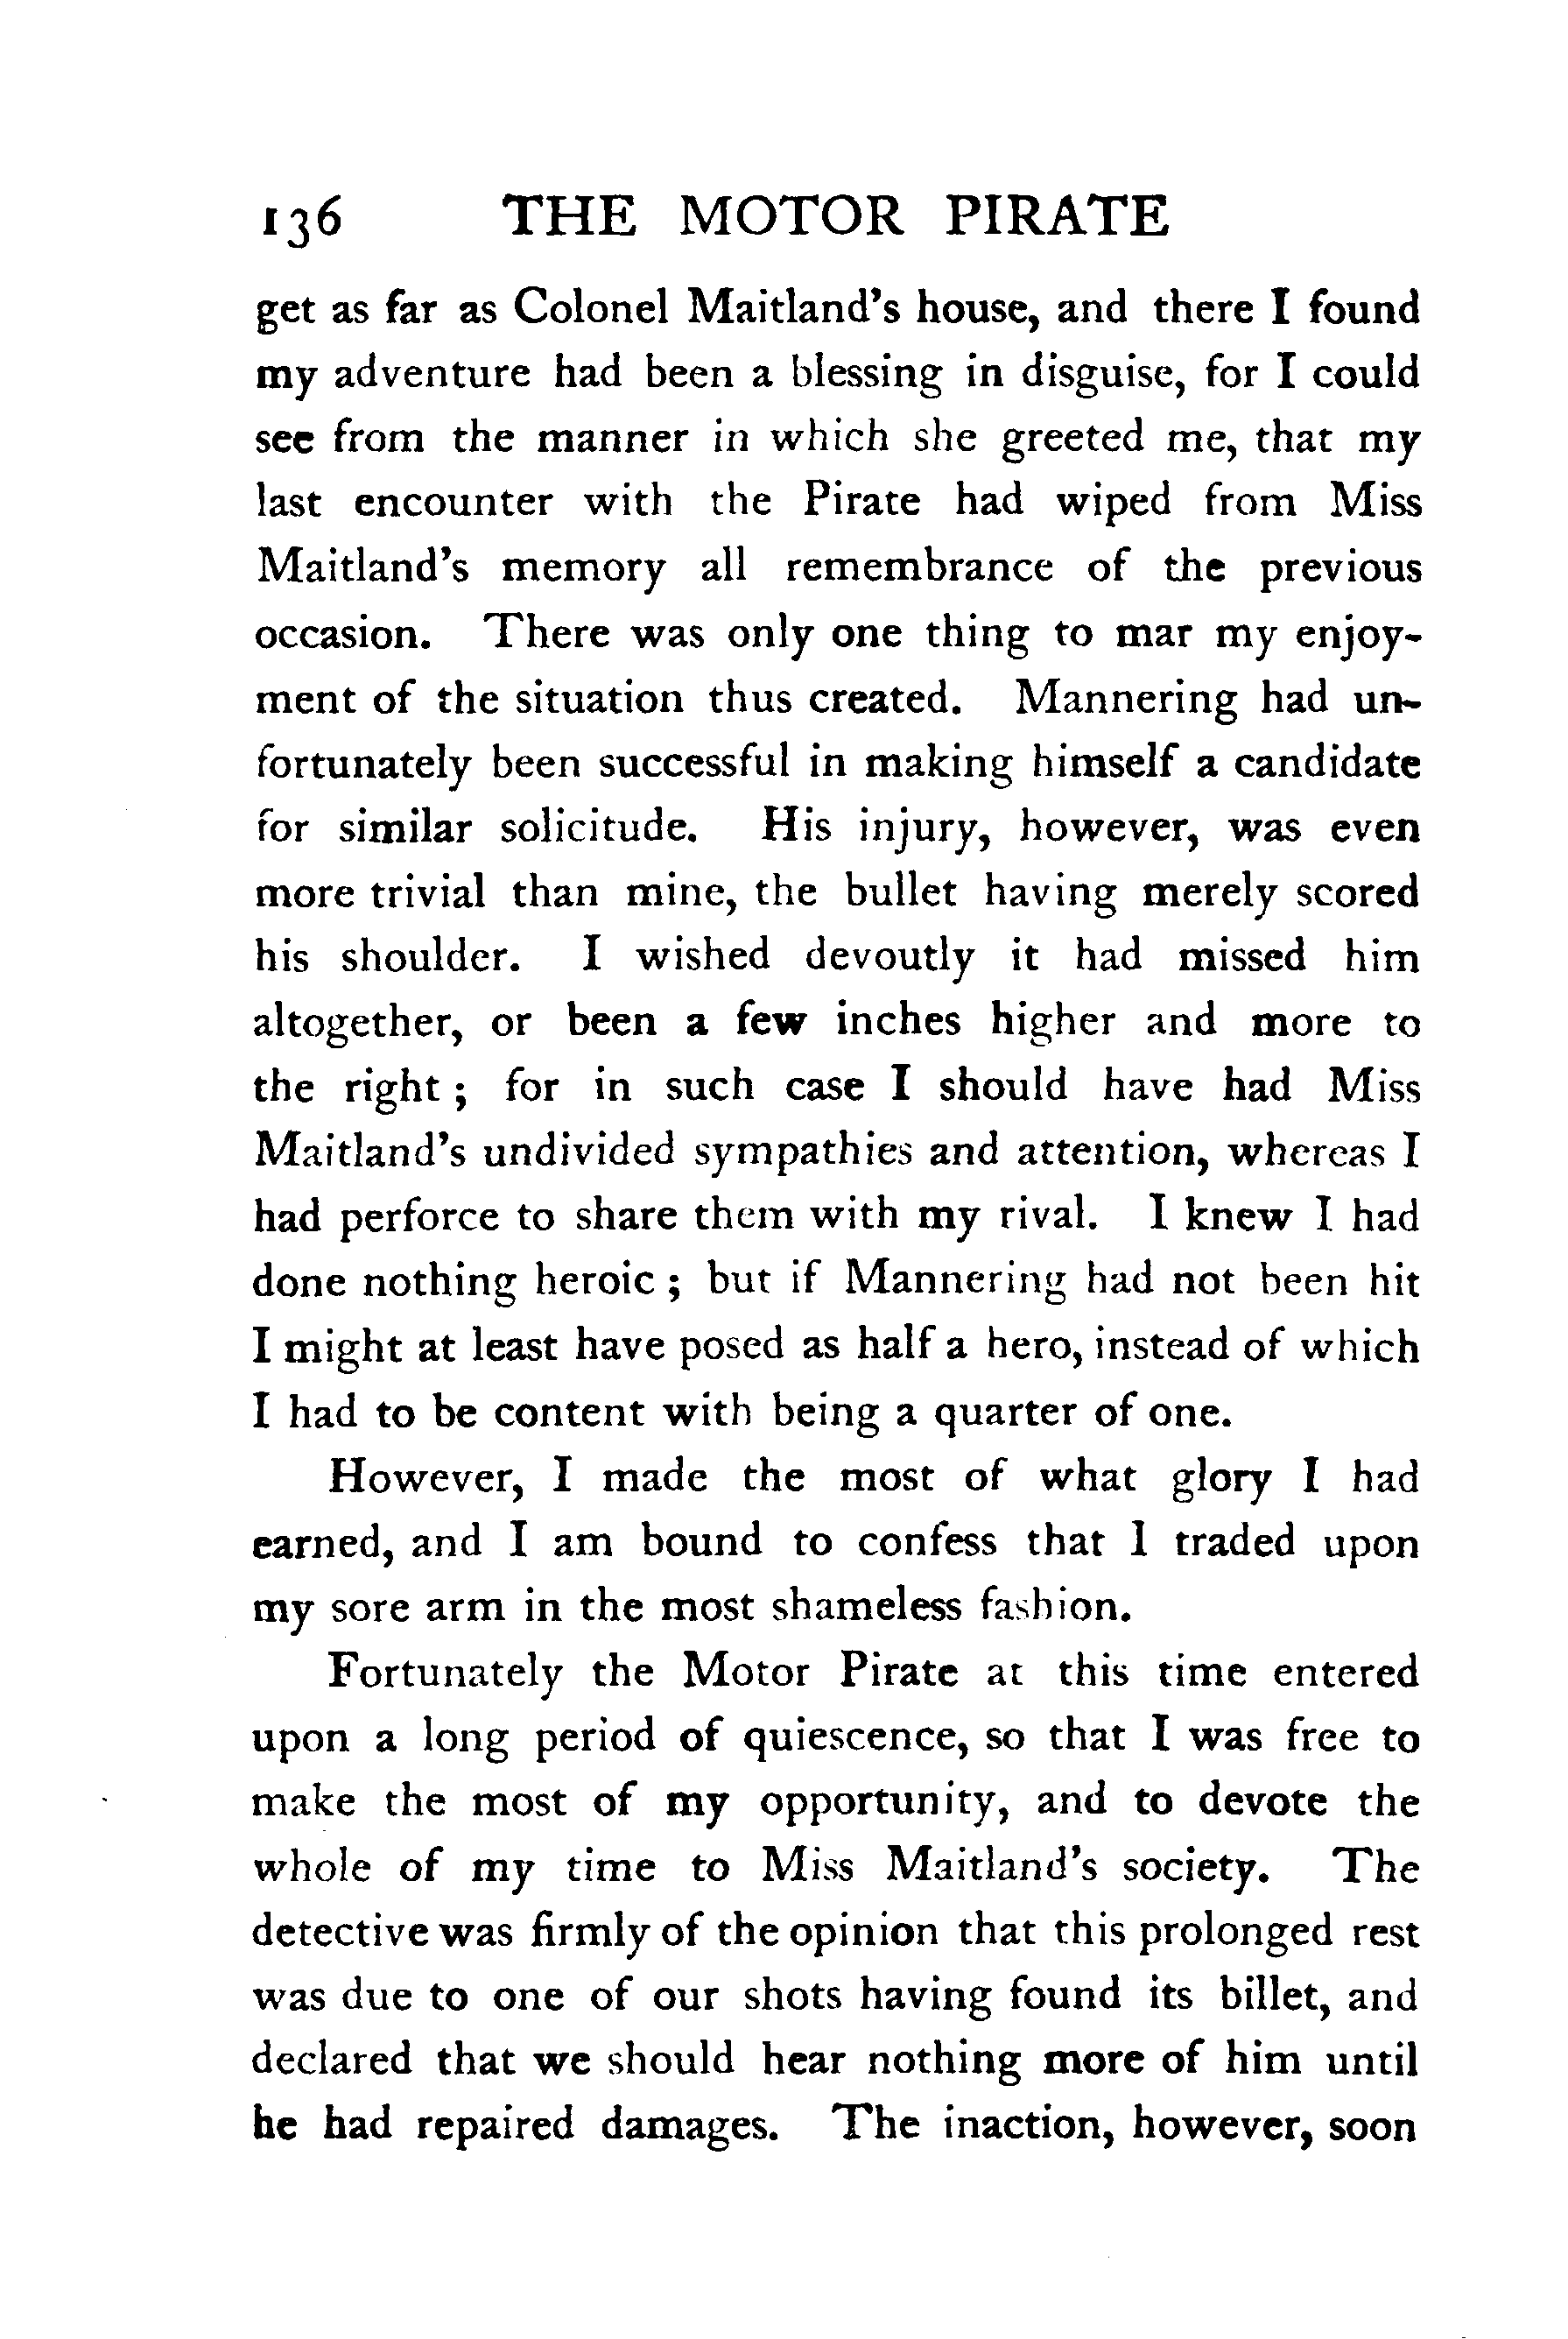 136 THE MOTOR PIRATE
get as far as Colonel Maitland's house, and there I found
my adventure had been a blessing in disguise, for I could
see from the manner in which she greeted me, that my
last encounter with the Pirate had wiped from Miss
Maitland's memory all remembrance of the previous
occasion. There was only one thing to mar my enjoy-
ment of the situation thus created. Mannering had un-
fortunately been successful in making himself a candidate
for similar solicitude. His injury, however, was even
more trivial than mine, the bullet having merely scored
his shoulder. I wished devoutly it had missed him
altogether, or been a few inches higher and more to
the right ; for in such case I should have had Miss
Maitland's undivided sympathies and attention, whereas I
had perforce to share them with my rival. I knew I had
done nothing heroic ; but if Mannering had not been hit
I might at least have posed as half a hero, instead of which
I had to be content with being a quarter of one.
However, I made the most of what glory I had
earned, and I am bound to confess that I traded upon
my sore arm in the most shameless fashion.
Fortunately the Motor Pirate at this time entered
upon a long period of quiescence, so that I was free to
make the most of my opportunity, and to devote the
whole of my time to Miss Maitland's society. The
detective was firmly of the opinion that this prolonged rest
was due to one of our shots having found its billet, and
declared that we should hear nothing more of him until
he had repaired damages. The inaction, however, soon